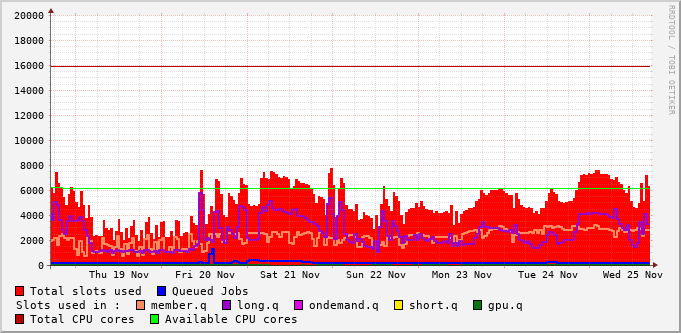 RRDTOOL / TOBI OETIKER
20000
18000
16000
14000
12000
10000
8000
6000
4000
2000
0
Thu 19 Nov Fri 20 Nov Sat 21 Nov Sun 22 Nov Mon 23 Nov Tue 24 Nov Wed 25 Nov
Total slots used Queued Jobs
Slots used in : member.q long.q ondemand.q short.q gpu.q
Total CPU cores Available CPU cores